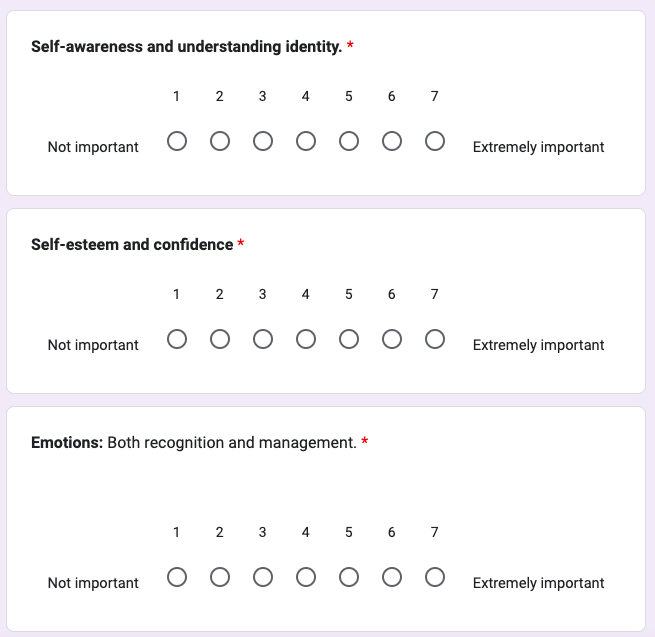 Self-awareness and understanding identity. *
1 2 3 4 5 6 7
Not important Extremely important
Self-esteem and confidence *
1 2 3 4 5 6 7
Not important Extremely important
Emotions: Both recognition and management. *
1 2 3 4 5 6 7
Not important Extremely important